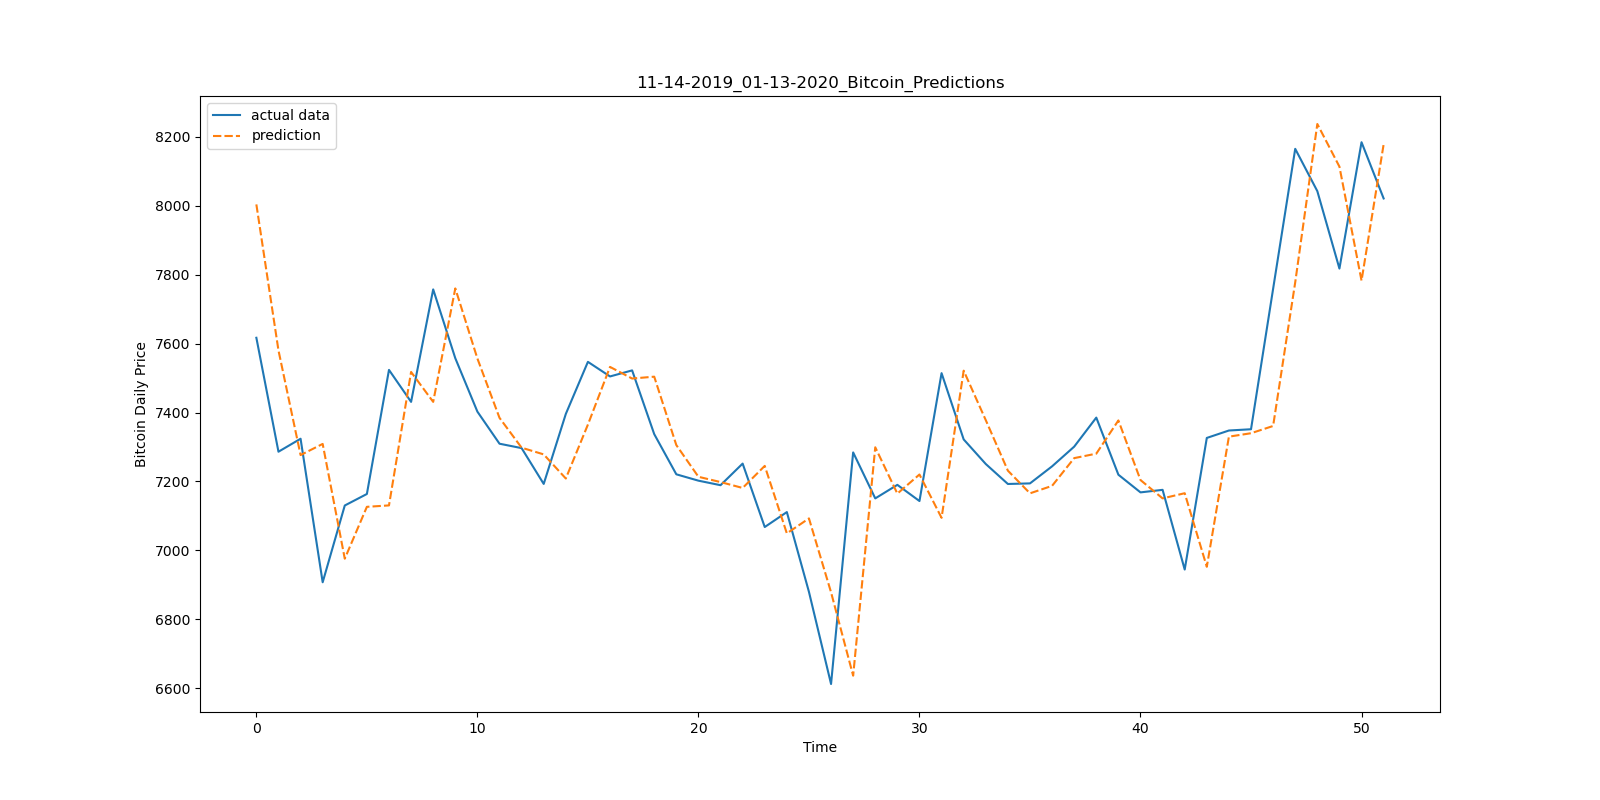 11-14-2019_01-13-2020_Bitcoin_Predictions
actual data
prediction
8200
8000
7800
7600
7400
7200
7000
6800
6600
Bitcoin Daily Price
0 10 20 30 40 50
Time